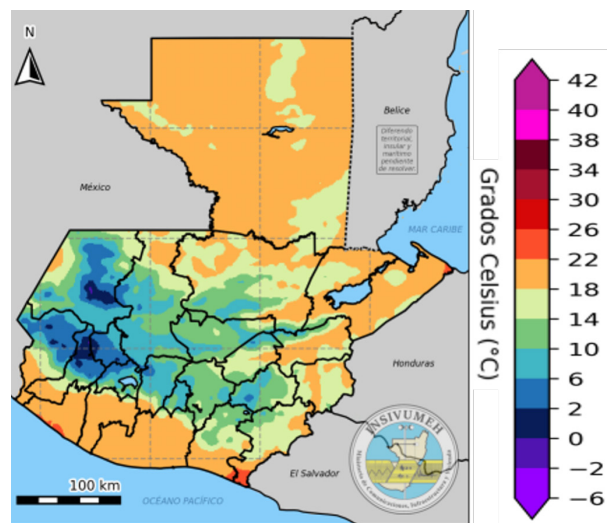 N
Belice
Diferendo
territorial,
insular y
marítimo
pendiente
de resolver.
México
MAR CARIBE
Honduras
El Salvador
INSIVUMEH
100 km
OCÉANO PACÍFICO
Grados Celsius (°C)
42
40
38
34
30
26
22
18
14
10
6
2
0
−2
−6